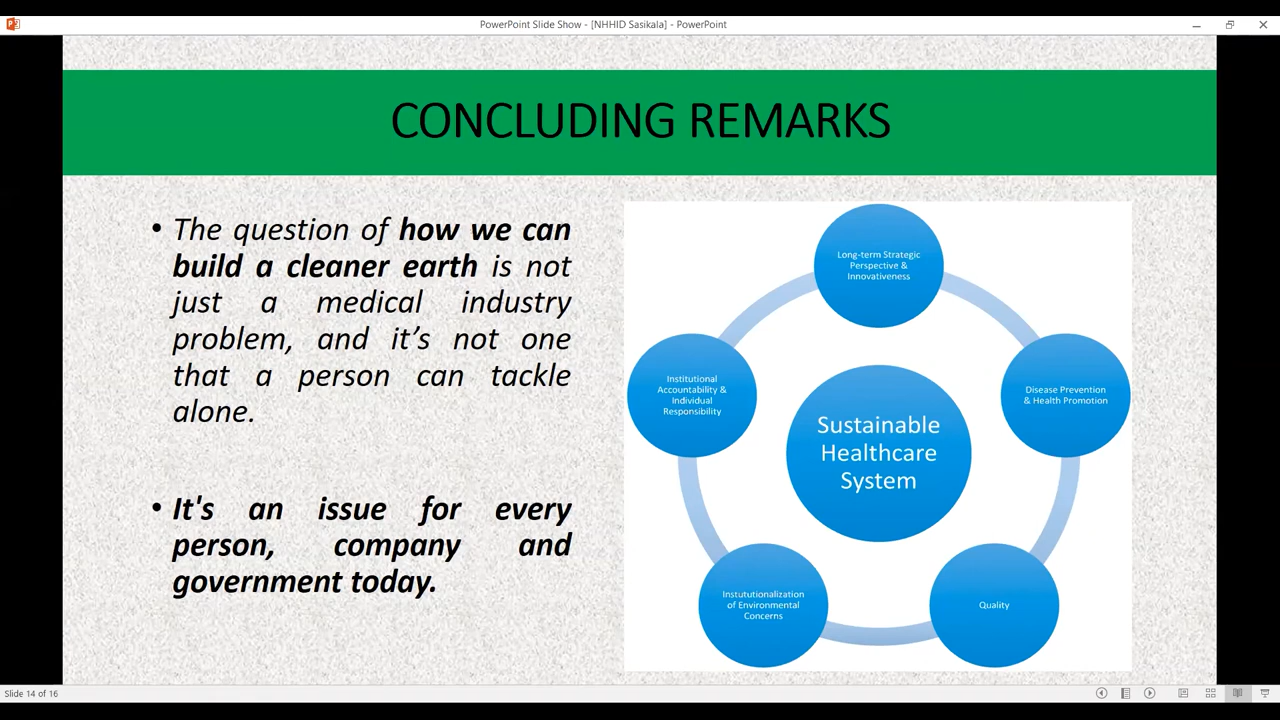 PowerPoint Slide Show - [NHHID Sasikala] - PowerPoint
CONCLUDING REMARKS
• The question of how we can
build a cleaner earth is not
just a medical industry
problem, and it’s not one
that a person can tackle
alone.
• It's an issue for every
person, company and
government today.
Long-term Strategic
Perspective &
Innovativeness
Disease Prevention
& Health Promotion
Quality
Instututionalization
of Environmental
Concerns
Institutional
Accountability &
Individual
Responsibility
Sustainable
Healthcare
System
Slide 14 of 16